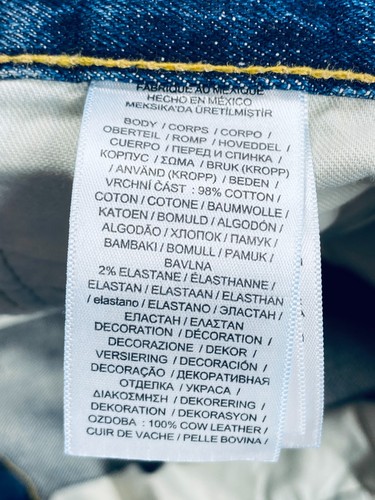 FABRIQUÉ AU MEXIQUE
HECHO EN MÉXICO
MEKSIKA'DA ÜRETİLMİŞTİR
BODY / CORPS / CORPO /
OBERTEIL / ROMP / HOVEDDEL /
CUERPO / ПЕРЕД И СПИНКА /
КОРПУС / ΣΩΜΑ / BRUK (KROPP)
/ ANVÄND (KROPP) / BEDEN /
VRCHNÍ ČÁST : 98% COTTON /
COTON / COTONE / BAUMWOLLE /
KATOEN / BOMULD / ALGODÓN /
ALGODÃO / ХЛОПОК / ПАМУК /
BAMBAKI / BOMULL / PAMUK /
BAVLNA
2% ELASTANE / ÉLASTHANNE /
ELASTAN / ELASTAAN / ELASTHAN
/ elastano / ELASTANO / ЭЛАСТАН /
ЕЛАСТАН / ΕΛΑΣΤΑΝ
DECORATION / DÉCORATION /
DECORAZIONE / DEKOR /
VERSIERING / DECORACIÓN /
DECORAÇÃO / ДЕКОРАТИВНАЯ
ОТДЕЛКА / УКРАСА /
ΔΙΑΚΟΣΜΗΣΗ / DEKORERING /
DEKORATION / DEKORASYON /
OZDOBA : 100% COW LEATHER /
CUIR DE VACHE / PELLE BOVINA /